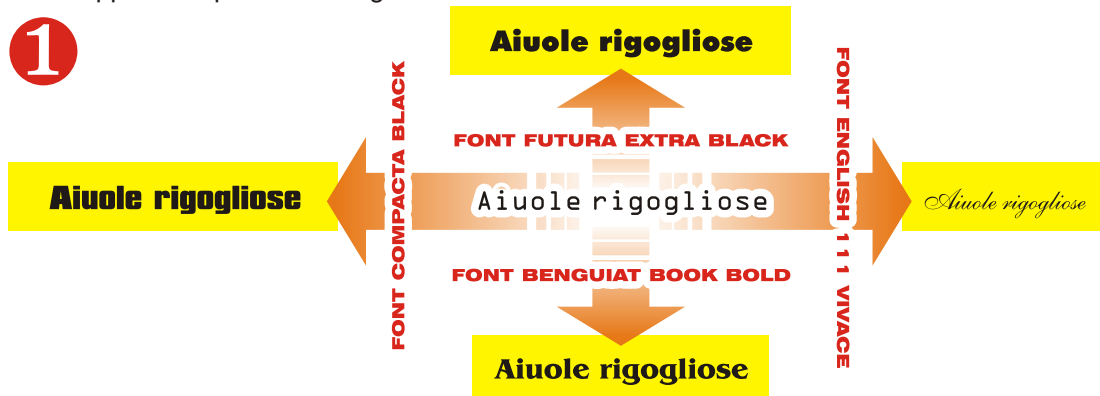 1
Aiuole rigogliose
FONT FUTURA EXTRA BLACK
FONT COMPACTA BLACK
FONT ENGLISH 111 VIVACE
Aiuole rigogliose
Aiuole rigogliose
Aiuole rigogliose
FONT BENGUIAT BOOK BOLD
Aiuole rigogliose